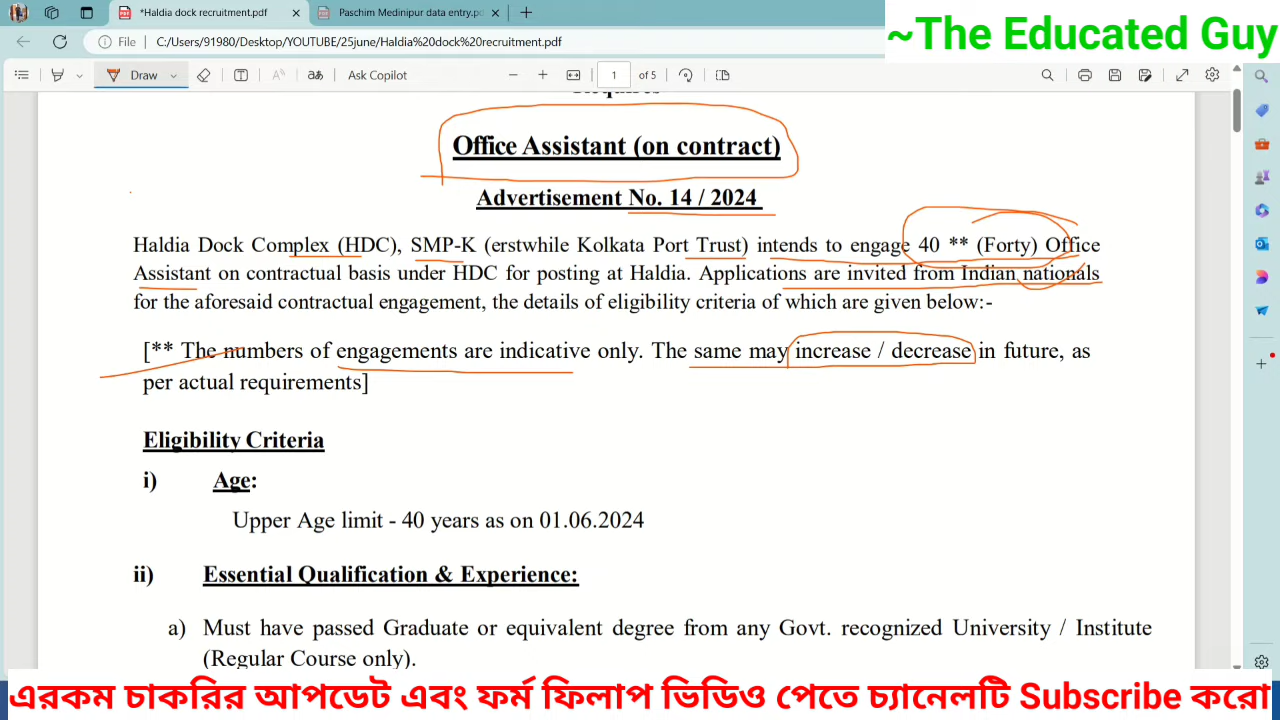 *Haldia dock recruitment.pdf
Paschim Medinipur data entry.pd
~The Educated Guy
File
C:/Users/91980/Desktop/YOUTUBE/25june/Haldia%20dock%20recruitment.pdf
Draw
Ask Copilot
1 of 5
Requires
Office Assistant (on contract)
Advertisement No. 14 / 2024
Haldia Dock Complex (HDC), SMP-K (erstwhile Kolkata Port Trust) intends to engage 40 ** (Forty) Office
Assistant on contractual basis under HDC for posting at Haldia. Applications are invited from Indian nationals
for the aforesaid contractual engagement, the details of eligibility criteria of which are given below:-
[** The numbers of engagements are indicative only. The same may increase / decrease in future, as
per actual requirements]
Eligibility Criteria
i) Age:
Upper Age limit - 40 years as on 01.06.2024
ii) Essential Qualification & Experience:
a) Must have passed Graduate or equivalent degree from any Govt. recognized University / Institute
(Regular Course only).
এরকম চাকরির আপডেট এবং ফর্ম ফিলাপ ভিডিও পেতে চ্যানেলটি Subscribe করো